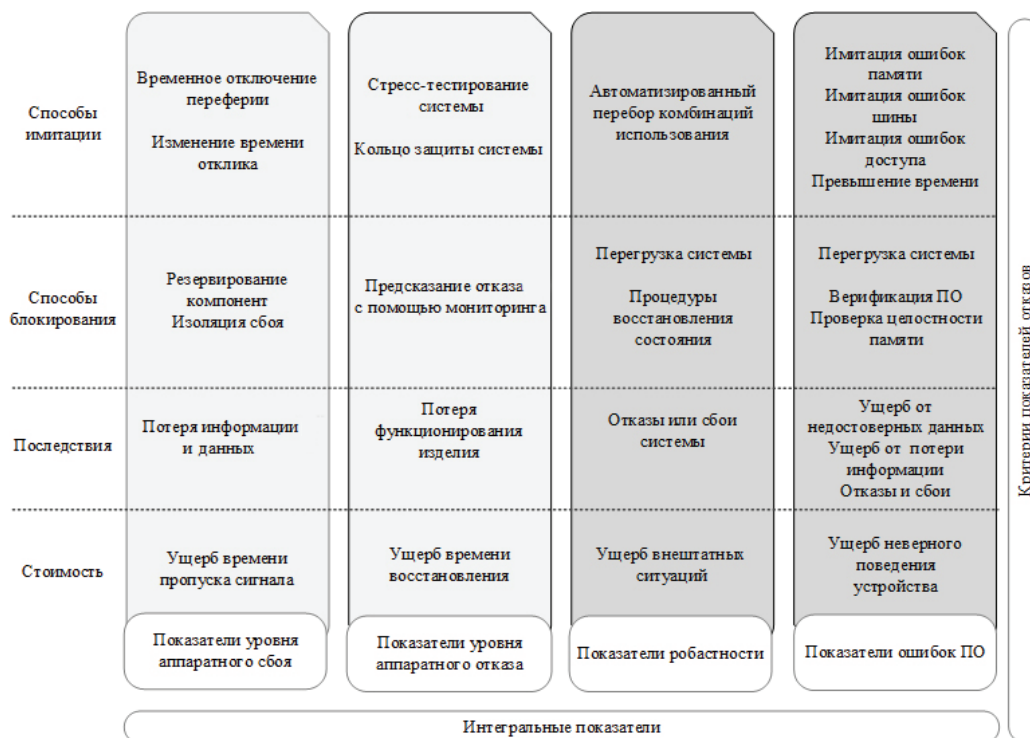 Способы
имитации
Временное отключение
переферии
Изменение времени
отклика
Стресс-тестирование
системы
Кольцо защиты системы
Автоматизированный
перебор комбинаций
использования
Имитация ошибок
памяти
Имитация ошибок
шины
Имитация ошибок
доступа
Превышение времени
Способы
блокирования
Резервирование
компонент
Изоляция сбоя
Предсказание отказа
с помощью мониторинга
Перегрузка системы
Процедуры
восстановления
состояния
Перегрузка системы
Верификация ПО
Проверка целостности
памяти
Последствия
Потеря информации
и данных
Потеря
функционирования
изделия
Отказы или сбои
системы
Ущерб от
недостоверных данных
Ущерб от потери
информации
Отказы и сбои
Стоимость
Ущерб времени
пропуска сигнала
Ущерб времени
восстановления
Ущерб внештатных
ситуаций
Ущерб неверного
поведения
устройства
Показатели уровня
аппаратного сбоя
Показатели уровня
аппаратного отказа
Показатели робастности
Показатели ошибок ПО
Интегральные показатели
Критерии показателей отказов